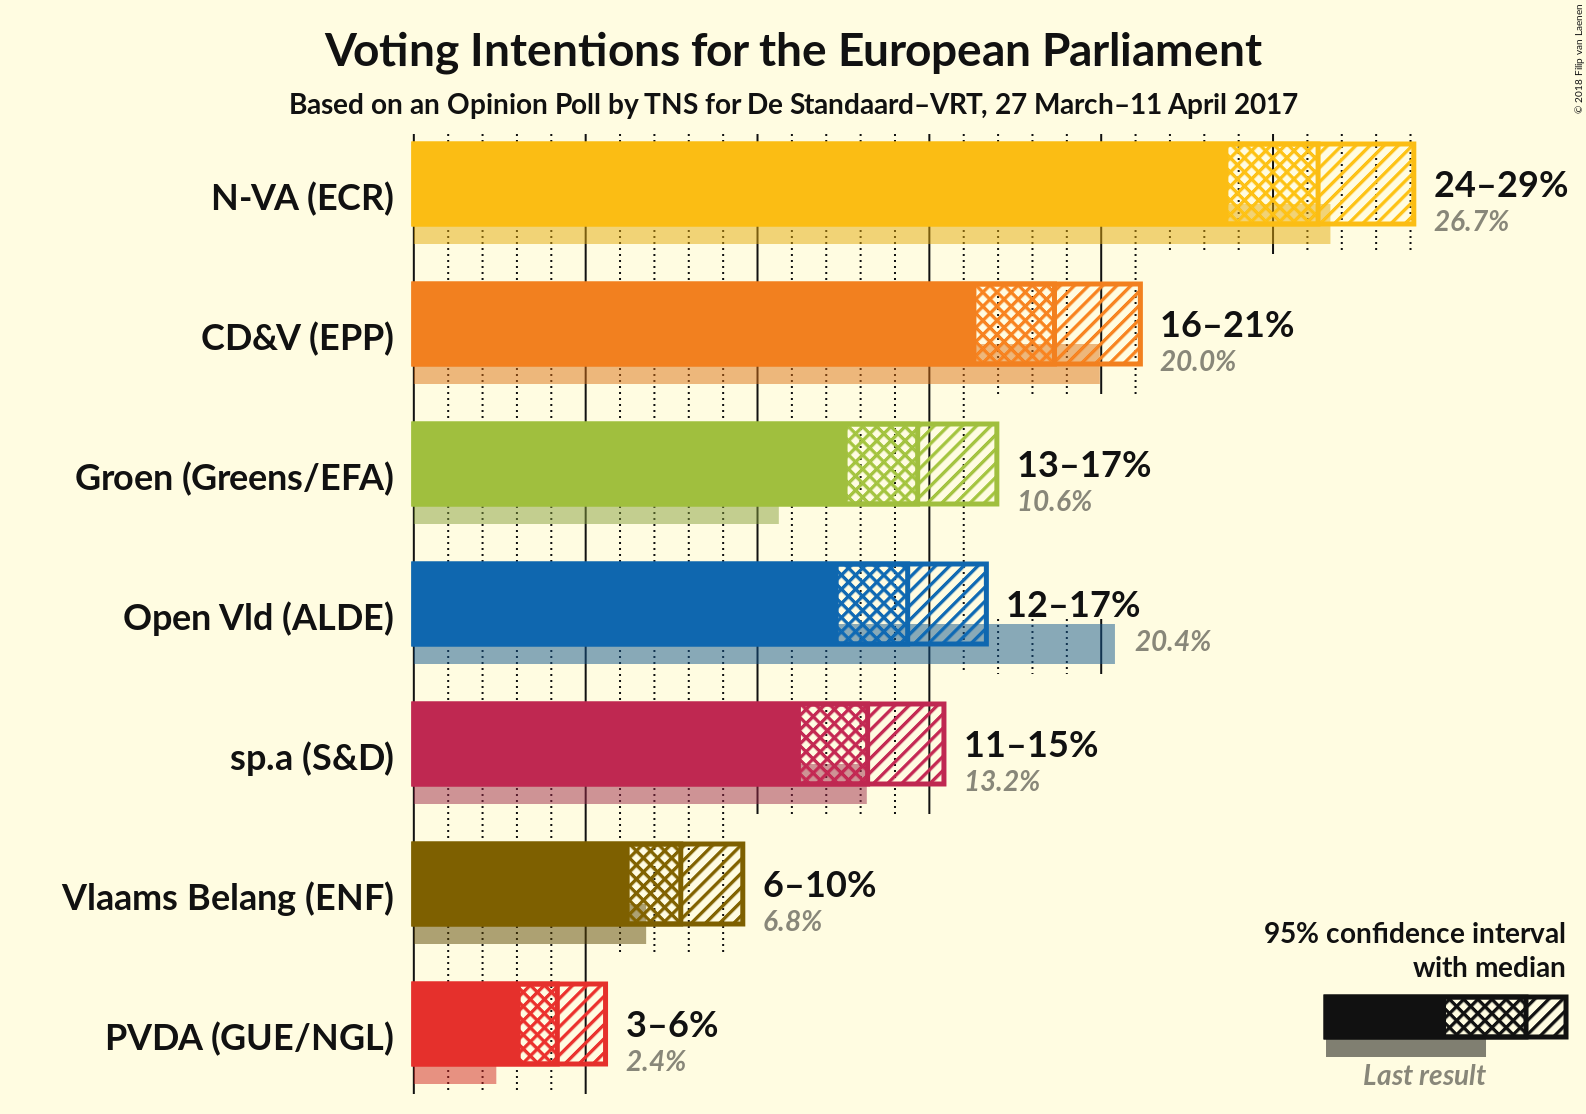 Voting Intentions for the European Parliament
Based on an Opinion Poll by TNS for De Standaard–VRT, 27 March–11 April 2017
© 2018 Filip van Laenen
N-VA (ECR)
24–29%
26.7%
CD&V (EPP)
16–21%
20.0%
Groen (Greens/EFA)
13–17%
10.6%
Open Vld (ALDE)
12–17%
20.4%
sp.a (S&D)
11–15%
13.2%
Vlaams Belang (ENF)
6–10%
6.8%
PVDA (GUE/NGL)
3–6%
2.4%
95% confidence interval
with median
Last result